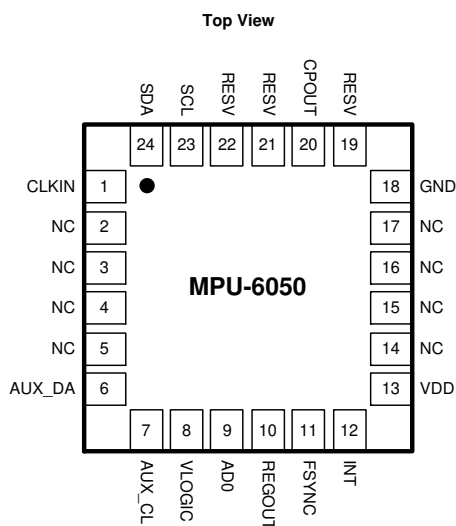 Top View
SDA
SCL
RESV
RESV
CPOUT
RESV
24
23
22
21
20
19
CLKIN 1
18 GND
NC 2
17 NC
NC 3
16 NC
MPU-6050
NC 4
15 NC
NC 5
14 NC
AUX_DA 6
13 VDD
7
8
9
10
11
12
AUX_CL
VLOGIC
AD0
REGOUT
FSYNC
INT